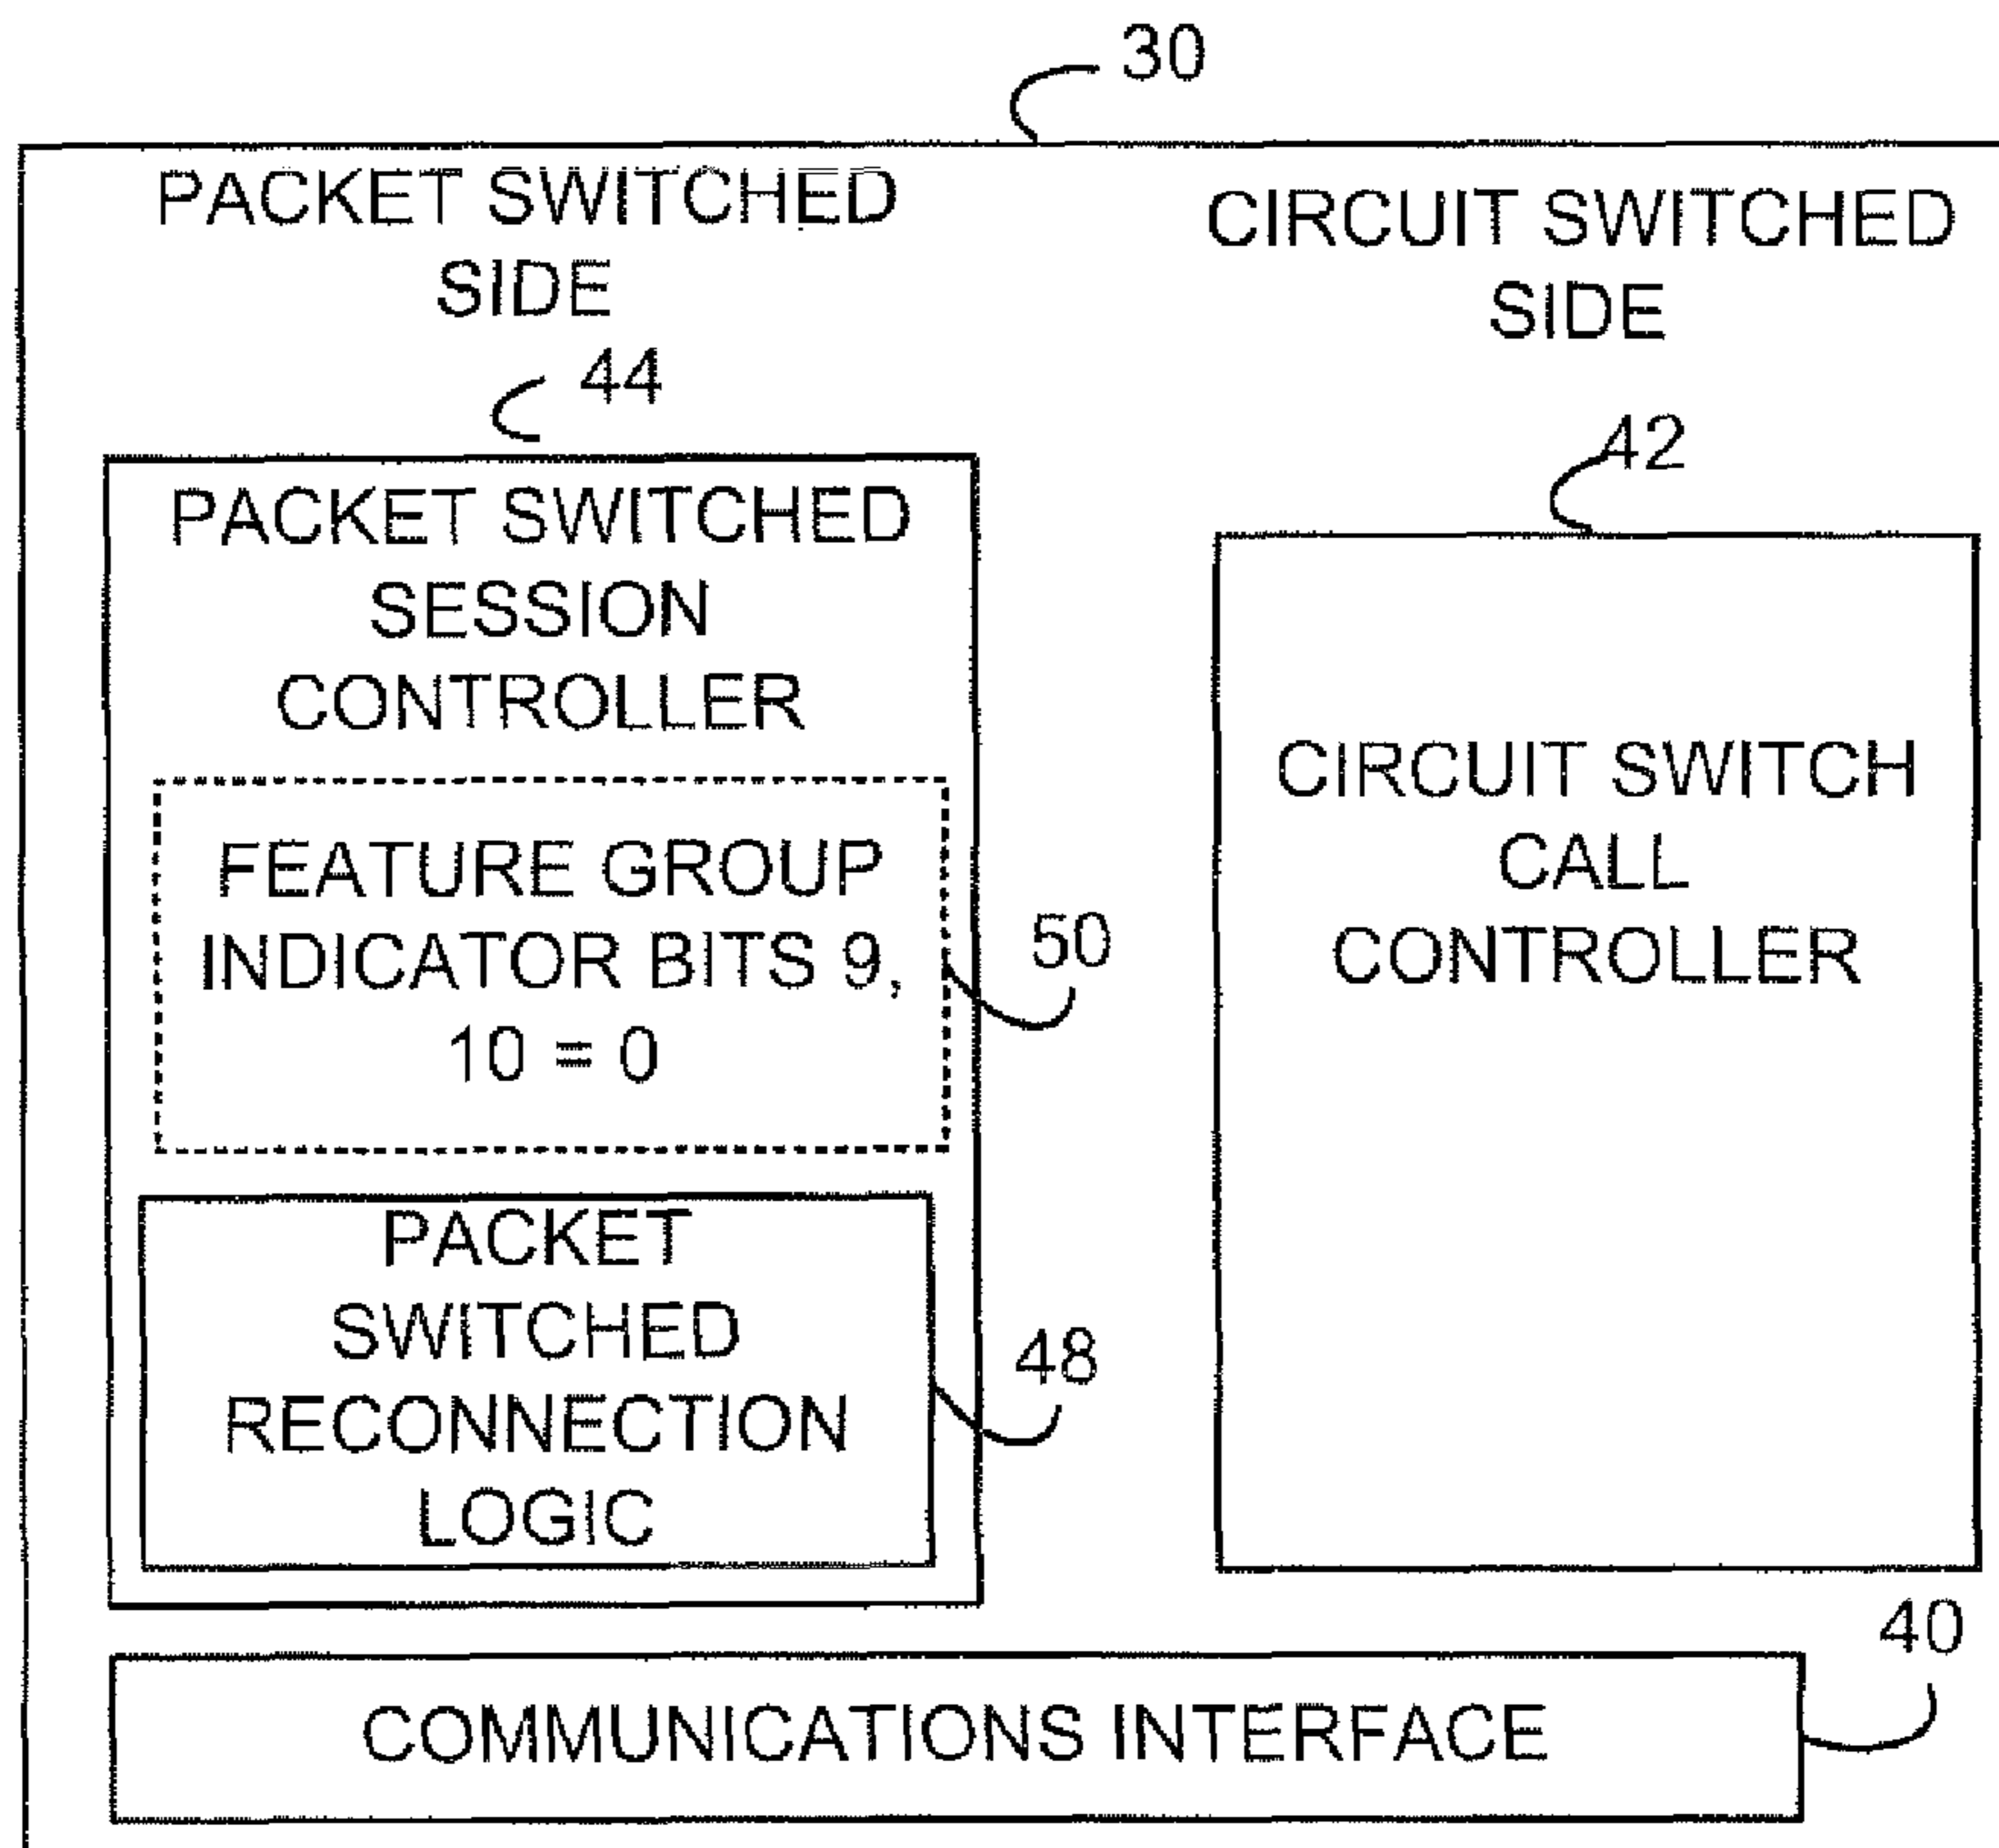 30
PACKET SWITCHED
SIDE
CIRCUIT SWITCHED
SIDE
44
42
PACKET SWITCHED
SESSION
CONTROLLER
FEATURE GROUP
INDICATOR BITS 9,
10 = 0
50
PACKET
SWITCHED
RECONNECTION
LOGIC
48
CIRCUIT SWITCH
CALL
CONTROLLER
COMMUNICATIONS INTERFACE
40